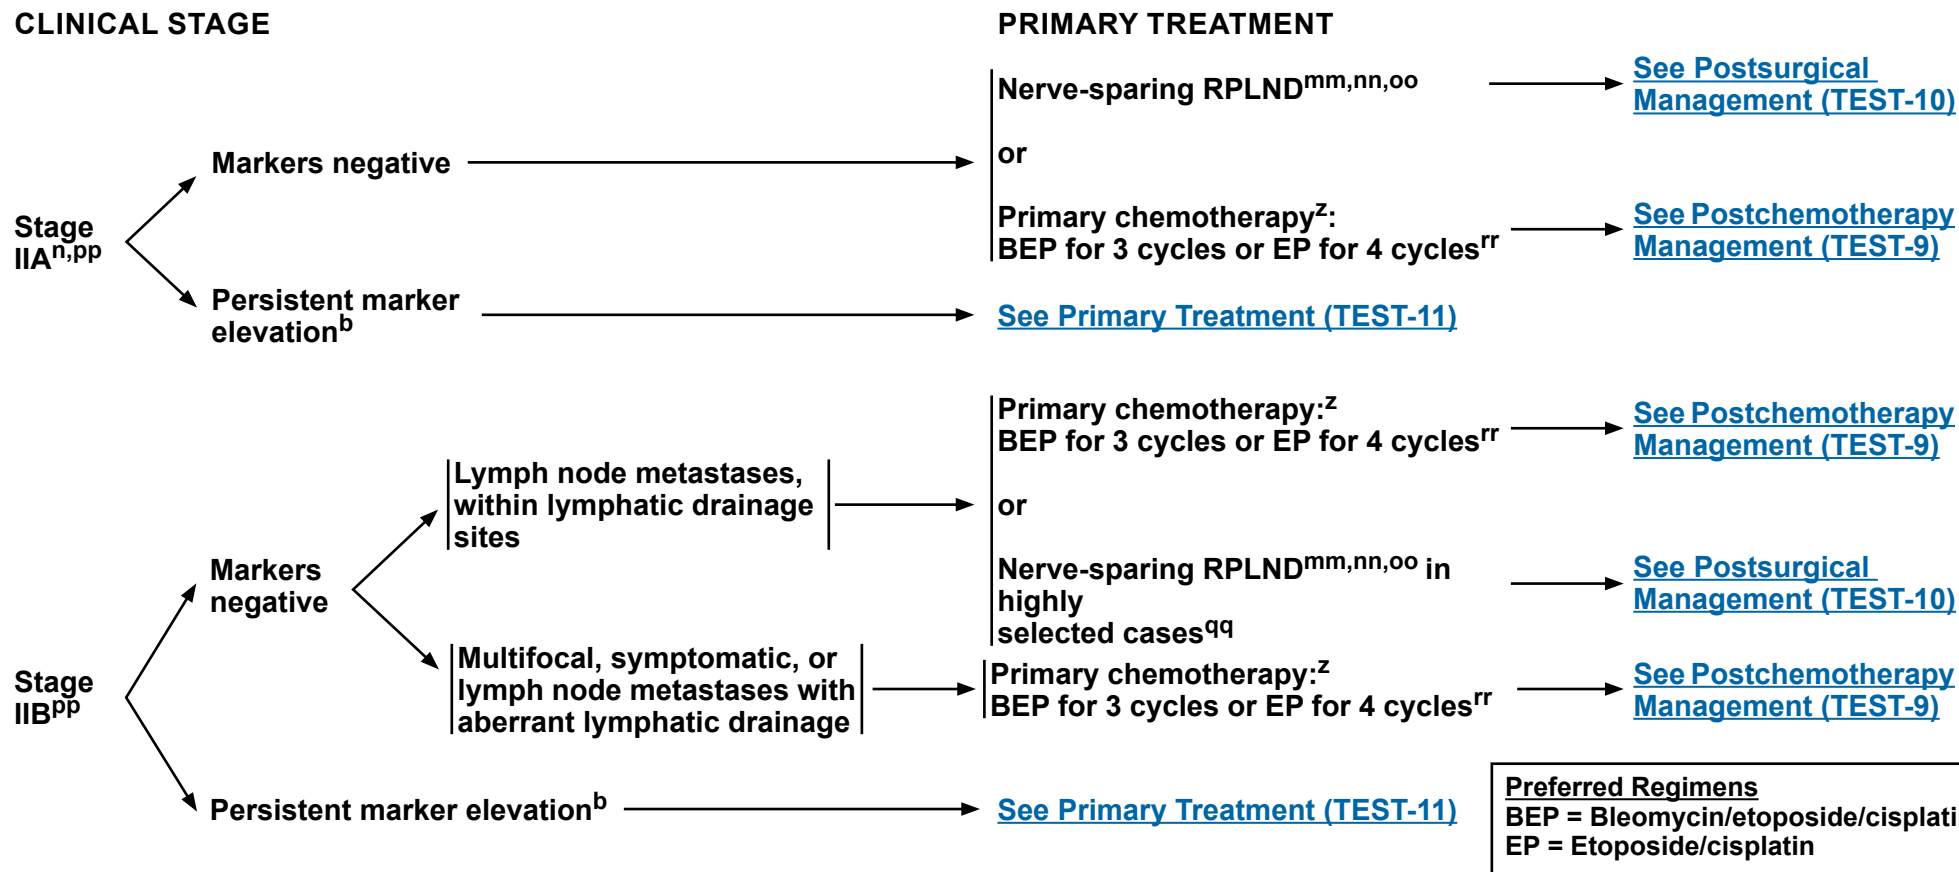 CLINICAL STAGE
PRIMARY TREATMENT
Stage
IIAn,pp
Markers negative
Nerve-sparing RPLNDmm,nn,oo
See Postsurgical
Management (TEST-10)
or
Primary chemotherapyz:
BEP for 3 cycles or EP for 4 cyclesrr
See Postchemotherapy
Management (TEST-9)
Persistent marker
elevationb
See Primary Treatment (TEST-11)
Stage
IIBpp
Markers
negative
Lymph node metastases,
within lymphatic drainage
sites
Primary chemotherapy:z
BEP for 3 cycles or EP for 4 cyclesrr
See Postchemotherapy
Management (TEST-9)
or
Nerve-sparing RPLNDmm,nn,oo in
highly
selected casesqq
See Postsurgical
Management (TEST-10)
Multifocal, symptomatic, or
lymph node metastases with
aberrant lymphatic drainage
Primary chemotherapy:z
BEP for 3 cycles or EP for 4 cyclesrr
See Postchemotherapy
Management (TEST-9)
Persistent marker elevationb
See Primary Treatment (TEST-11)
Preferred Regimens
BEP = Bleomycin/etoposide/cisplati
EP = Etoposide/cisplatin